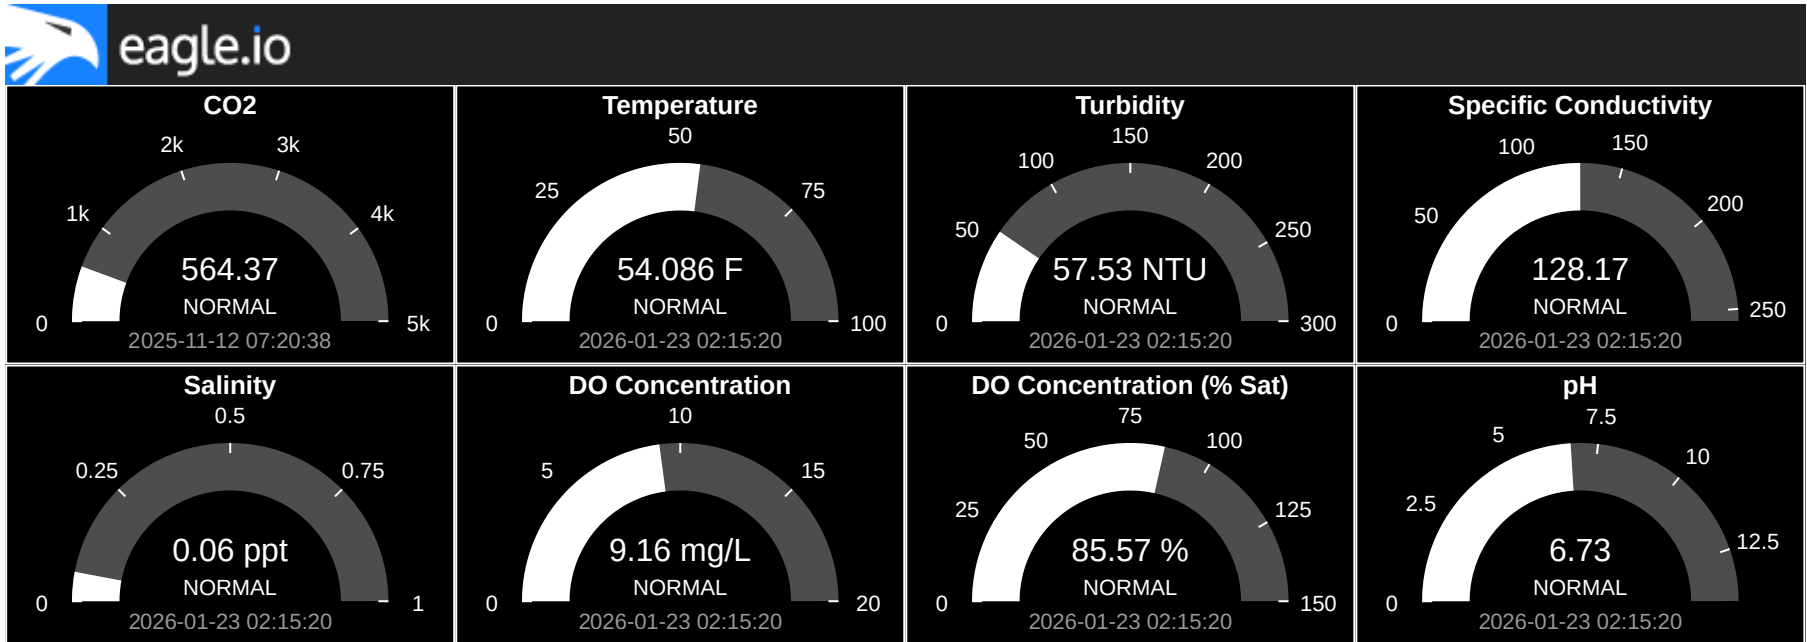 eagle.io
CO2
0
1k
2k
3k
4k
5k
564.37
NORMAL
2025-11-12 07:20:38
Temperature
0
25
50
75
100
54.086 F
NORMAL
2026-01-23 02:15:20
Turbidity
0
50
100
150
200
250
300
57.53 NTU
NORMAL
2026-01-23 02:15:20
Specific Conductivity
0
50
100
150
200
250
128.17
NORMAL
2026-01-23 02:15:20
Salinity
0
0.25
0.5
0.75
1
0.06 ppt
NORMAL
2026-01-23 02:15:20
DO Concentration
0
5
10
15
20
9.16 mg/L
NORMAL
2026-01-23 02:15:20
DO Concentration (% Sat)
0
25
50
75
100
125
150
85.57 %
NORMAL
2026-01-23 02:15:20
pH
0
2.5
5
7.5
10
12.5
6.73
NORMAL
2026-01-23 02:15:20